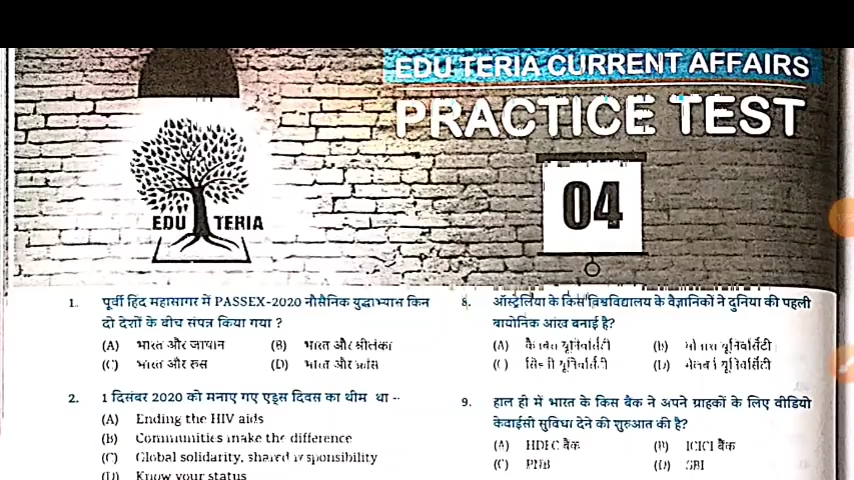 EDU TERIA CURRENT AFFAIRS
PRACTICE TEST
04
EDU TERIA
1. पूर्वी हिंद महासागर में PASSEX-2020 नौसैनिक युद्धाभ्यास किन
दो देशों के बीच संपन्न किया गया ?
(A) भारत और जापान (B) भारत और श्रीलंका
(C) भारत और रूस (D) भारत और फ्रांस
2. 1 दिसंबर 2020 को मनाए गए एड्स दिवस का थीम था --
(A) Ending the HIV aids
(B) Communities make the difference
(C) Global solidarity, shared responsibility
(D) Know your status
8. ऑस्ट्रेलिया के किस विश्वविद्यालय के वैज्ञानिकों ने दुनिया की पहली
बायोनिक आंख बनाई है?
(A) यूनिवर्सिटी (B) मोनाश यूनिवर्सिटी
(C) सिडनी यूनिवर्सिटी (D) मेलबर्न यूनिवर्सिटी
9. हाल ही में भारत के किस बैंक ने अपने ग्राहकों के लिए वीडियो
केवाईसी सुविधा देने की शुरुआत की है?
(A) HDFC बैंक (B) ICICI बैंक
(C) PNB (D) SBI